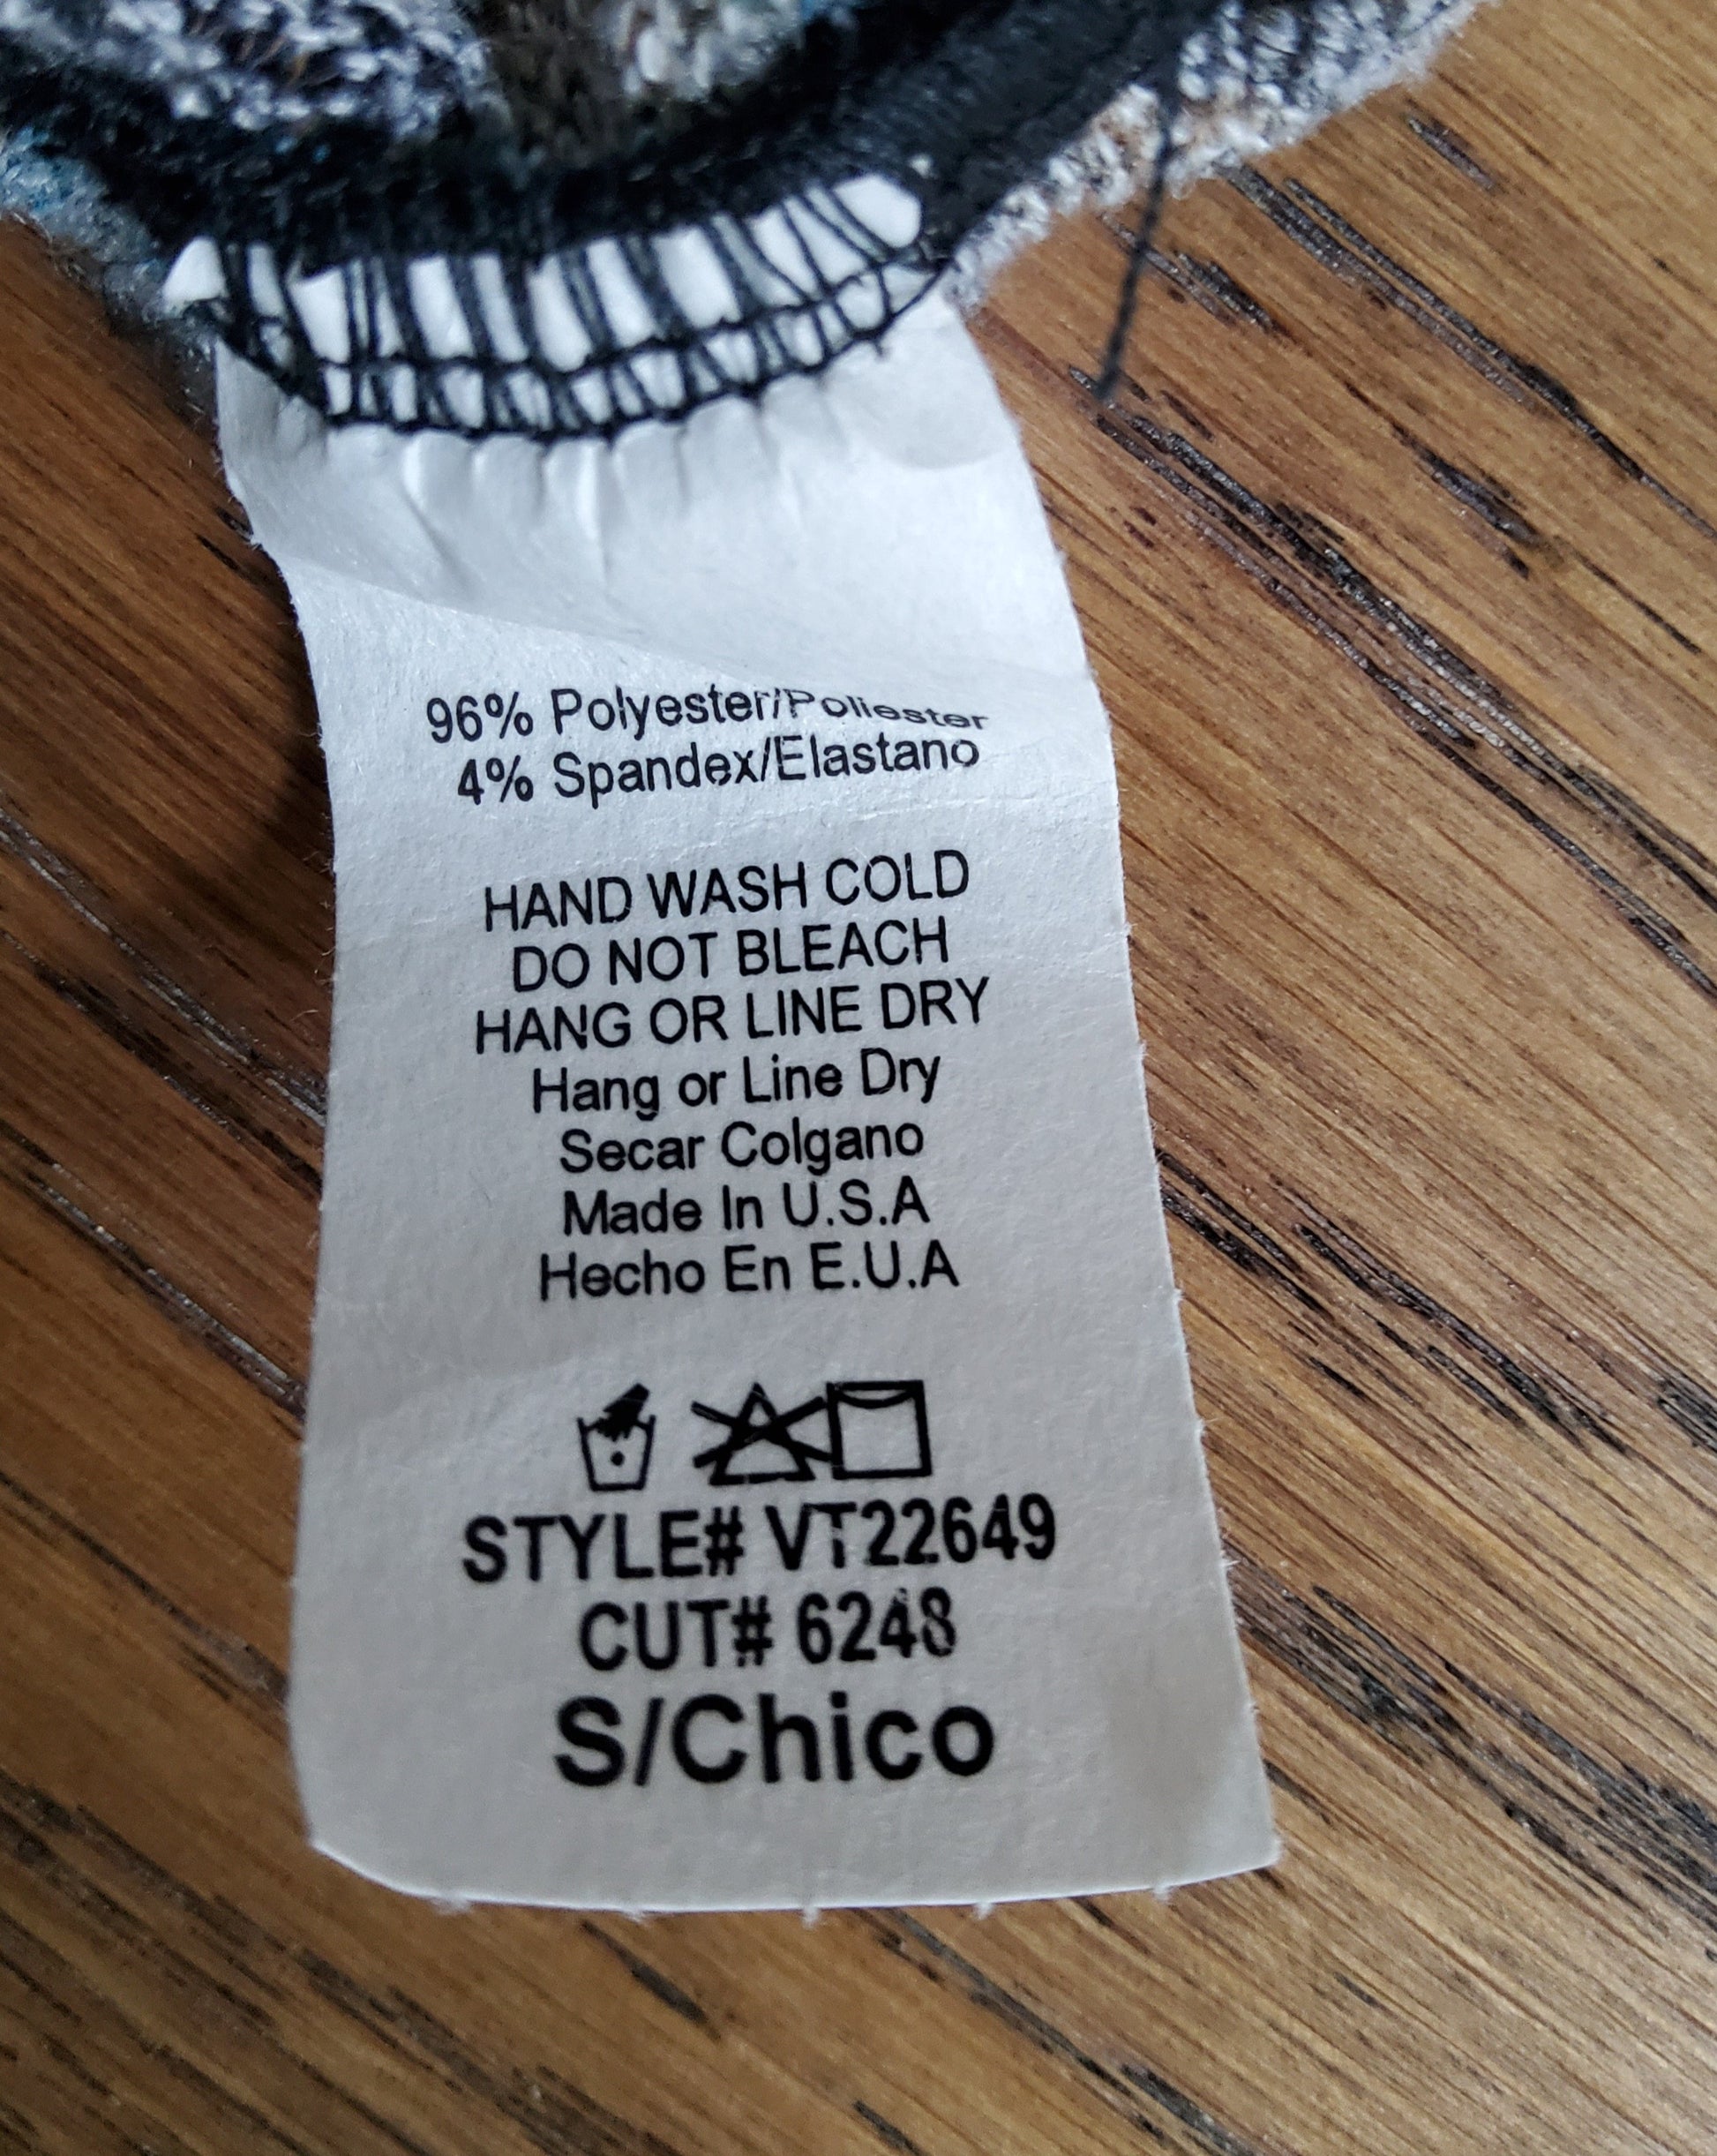 96% Polyester/Poliester
4% Spandex/Elastano
HAND WASH COLD
DO NOT BLEACH
HANG OR LINE DRY
Hang or Line Dry
Secar Colgano
Made In U.S.A
Hecho En E.U.A
STYLE# VT22649
CUT# 6248
S/Chico